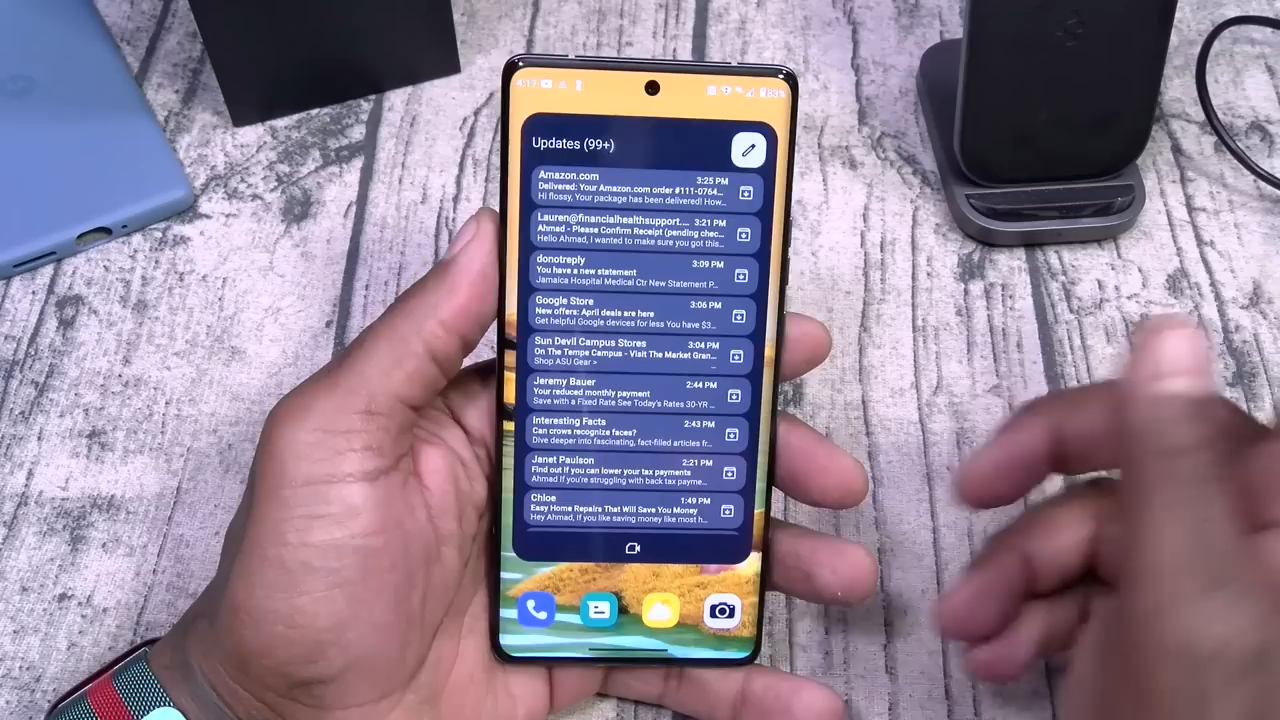 4:17
83%
Updates (99+)
Amazon.com 3:25 PM
Delivered: Your Amazon.com order #111-0764...
Hi flossy, Your package has been delivered! How...
Lauren@financialhealthsupport.... 3:21 PM
Ahmad - Please Confirm Receipt (pending chec...
Hello Ahmad, I wanted to make sure you got this...
donotreply 3:09 PM
You have a new statement
Jamaica Hospital Medical Ctr New Statement P...
Google Store 3:06 PM
New offers: April deals are here
Get helpful Google devices for less You have $3...
Sun Devil Campus Stores 3:04 PM
On The Tempe Campus - Visit The Market Gran...
Shop ASU Gear > ...
Jeremy Bauer 2:44 PM
Your reduced monthly payment
Save with a Fixed Rate See Today's Rates 30-YR ...
Interesting Facts 2:43 PM
Can crows recognize faces?
Dive deeper into fascinating, fact-filled articles fr...
Janet Paulson 2:21 PM
Find out if you can lower your tax payments
Ahmad If you're struggling with back tax payme...
Chloe 1:49 PM
Easy Home Repairs That Will Save You Money
Hey Ahmad, If you like saving money like most h...